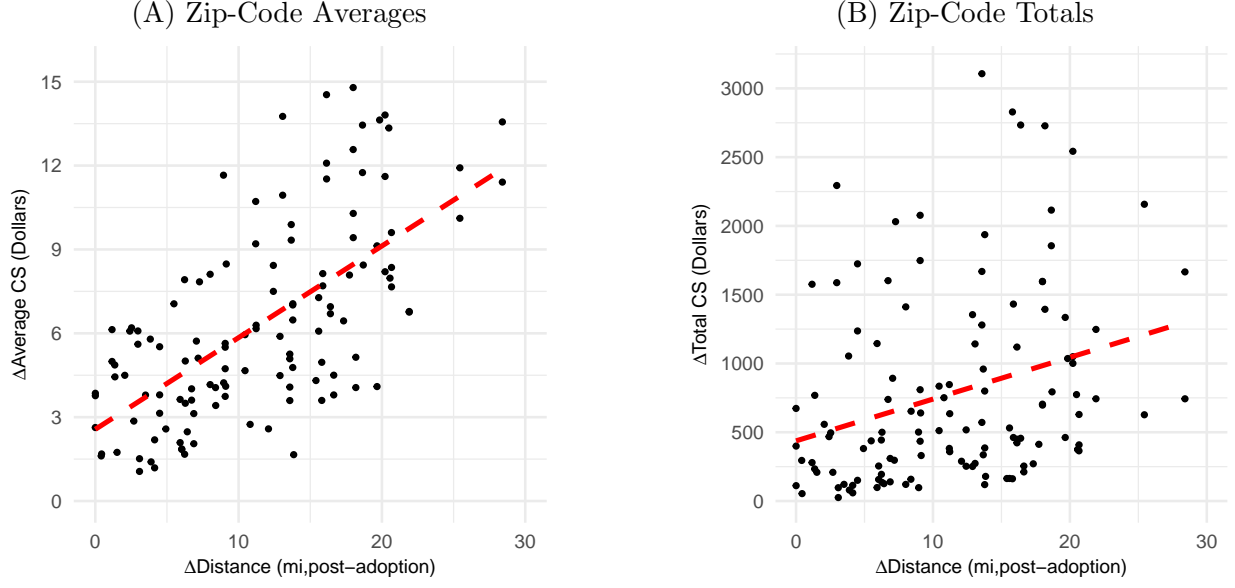 (A) Zip-Code Averages
15
12
9
6
3
0
ΔAverage CS (Dollars)
0 10 20 30
ΔDistance (mi,post−adoption)
(B) Zip-Code Totals
3000
2500
2000
1500
1000
500
0
ΔTotal CS (Dollars)
0 10 20 30
ΔDistance (mi,post−adoption)